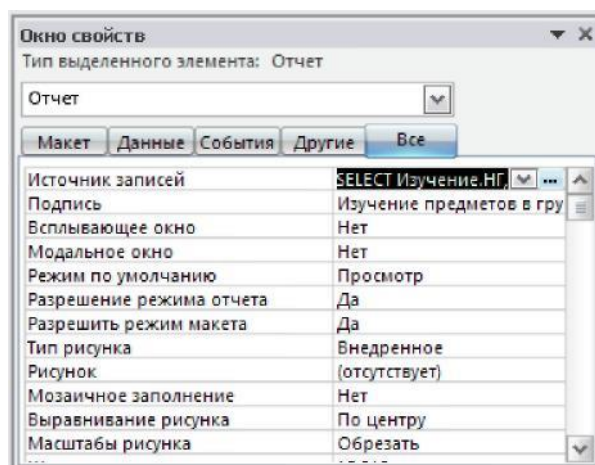 Окно свойств
Тип выделенного элемента: Отчет
Отчет
Макет Данные События Другие Все
Источник записей SELECT Изучение.НГ,
Подпись Изучение предметов в гру
Всплывающее окно Нет
Модальное окно Нет
Режим по умолчанию Просмотр
Разрешение режима отчета Да
Разрешить режим макета Да
Тип рисунка Внедренное
Рисунок (отсутствует)
Мозаичное заполнение Нет
Выравнивание рисунка По центру
Масштабы рисунка Обрезать